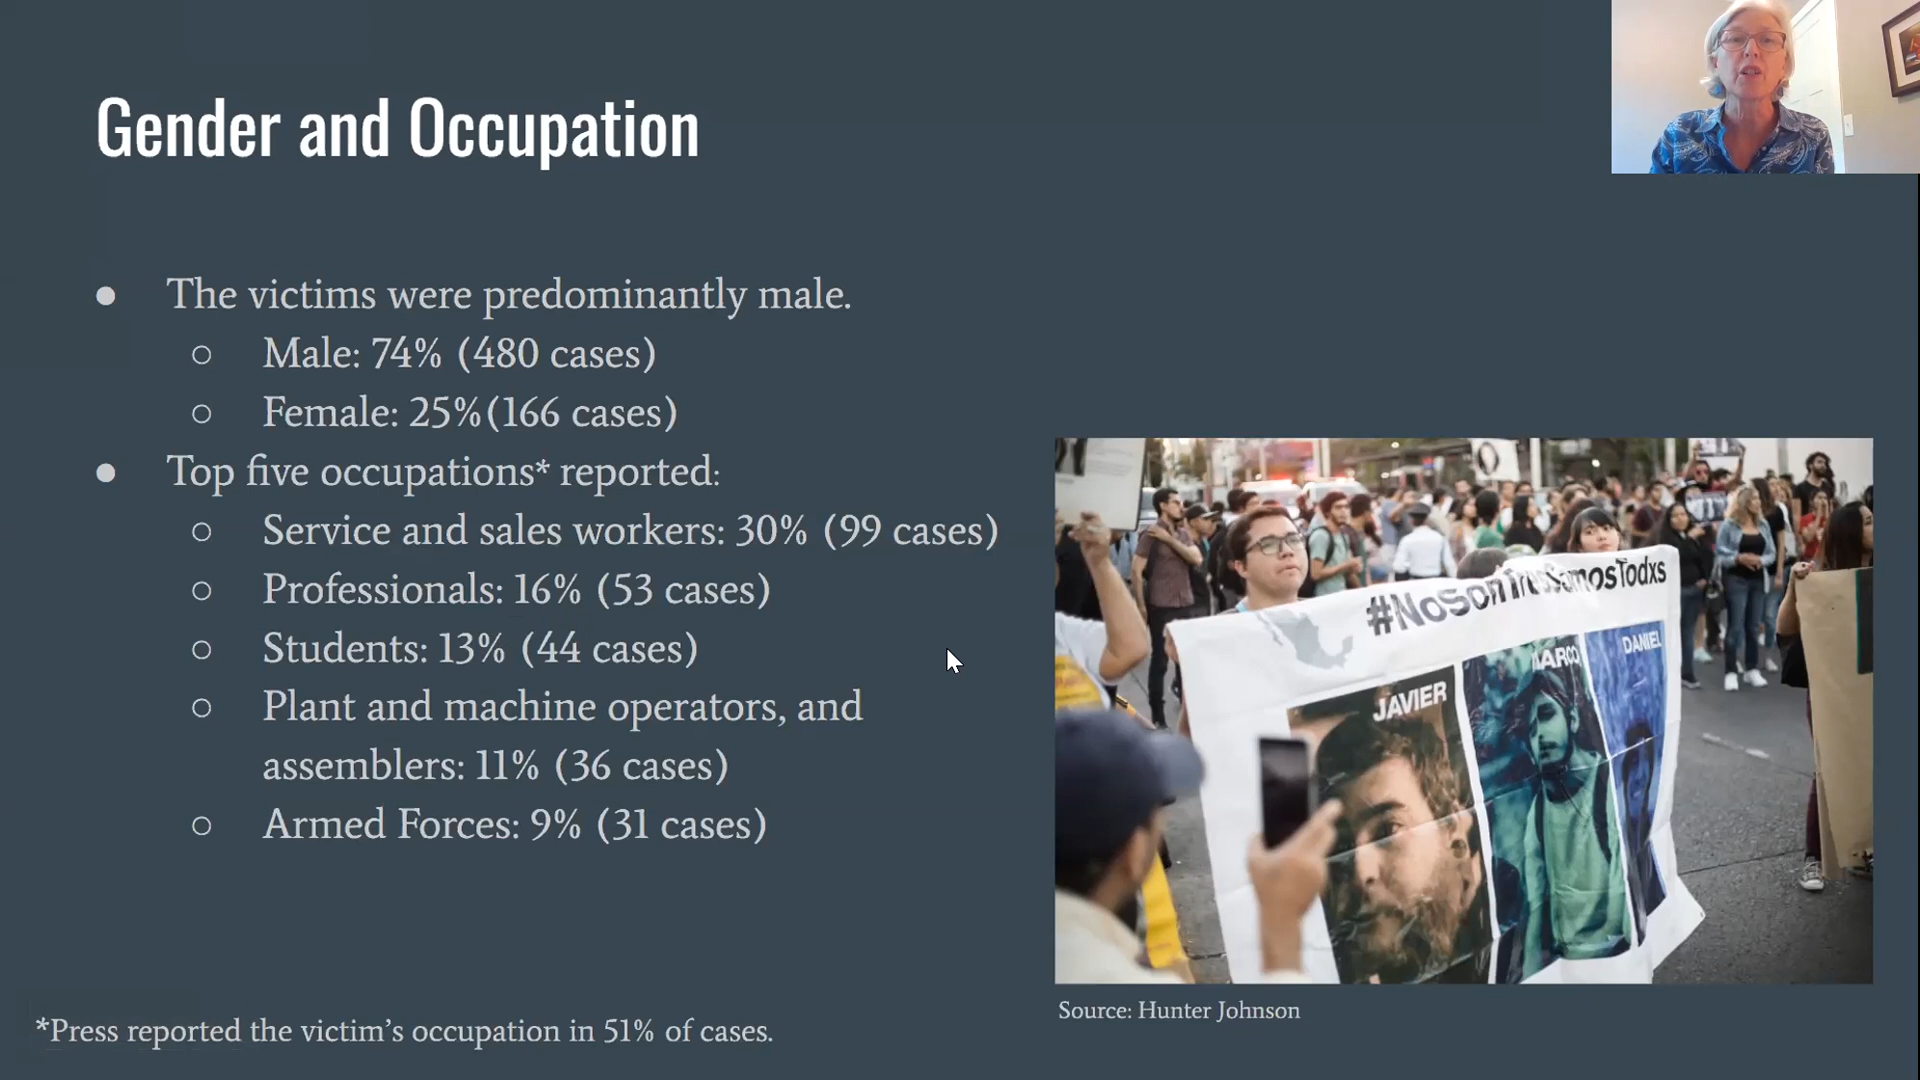 Gender and Occupation
● The victims were predominantly male.
○ Male: 74% (480 cases)
○ Female: 25%(166 cases)
● Top five occupations* reported:
○ Service and sales workers: 30% (99 cases)
○ Professionals: 16% (53 cases)
○ Students: 13% (44 cases)
○ Plant and machine operators, and
assemblers: 11% (36 cases)
○ Armed Forces: 9% (31 cases)
#NoSonTresSomosTodxs
JAVIER
MARCO
DANIEL
Source: Hunter Johnson
*Press reported the victim's occupation in 51% of cases.